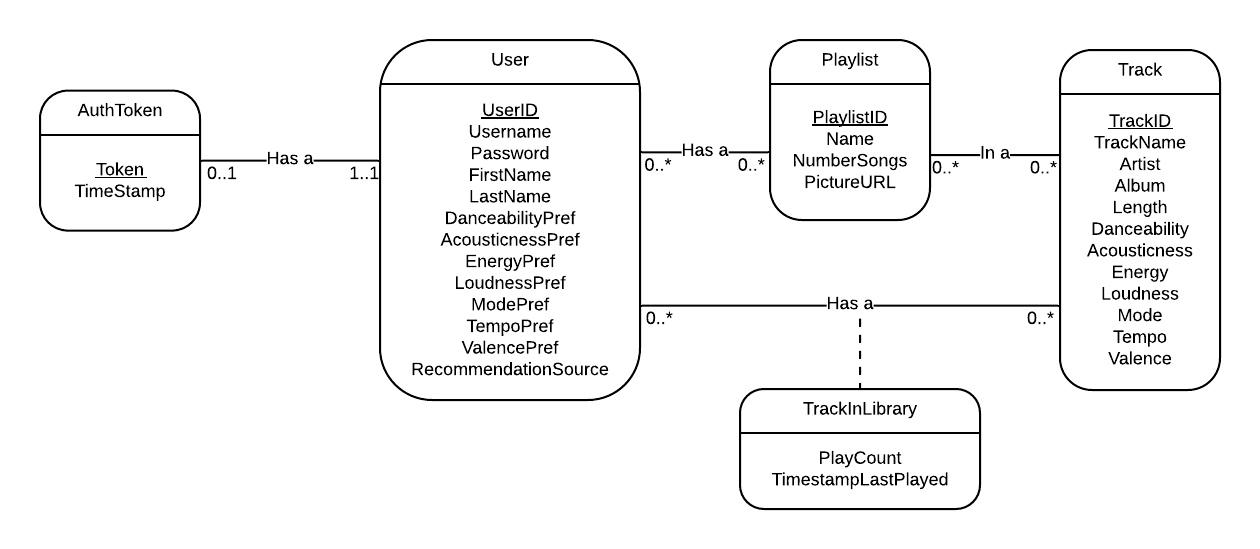 AuthToken
Token
TimeStamp
Has a
0..1
1..1
User
UserID
Username
Password
FirstName
LastName
DanceabilityPref
AcousticnessPref
EnergyPref
LoudnessPref
ModePref
TempoPref
ValencePref
RecommendationSource
Has a
0..*
0..*
Playlist
PlaylistID
Name
NumberSongs
PictureURL
In a
0..*
0..*
Track
TrackID
TrackName
Artist
Album
Length
Danceability
Acousticness
Energy
Loudness
Mode
Tempo
Valence
Has a
0..*
0..*
TrackInLibrary
PlayCount
TimestampLastPlayed